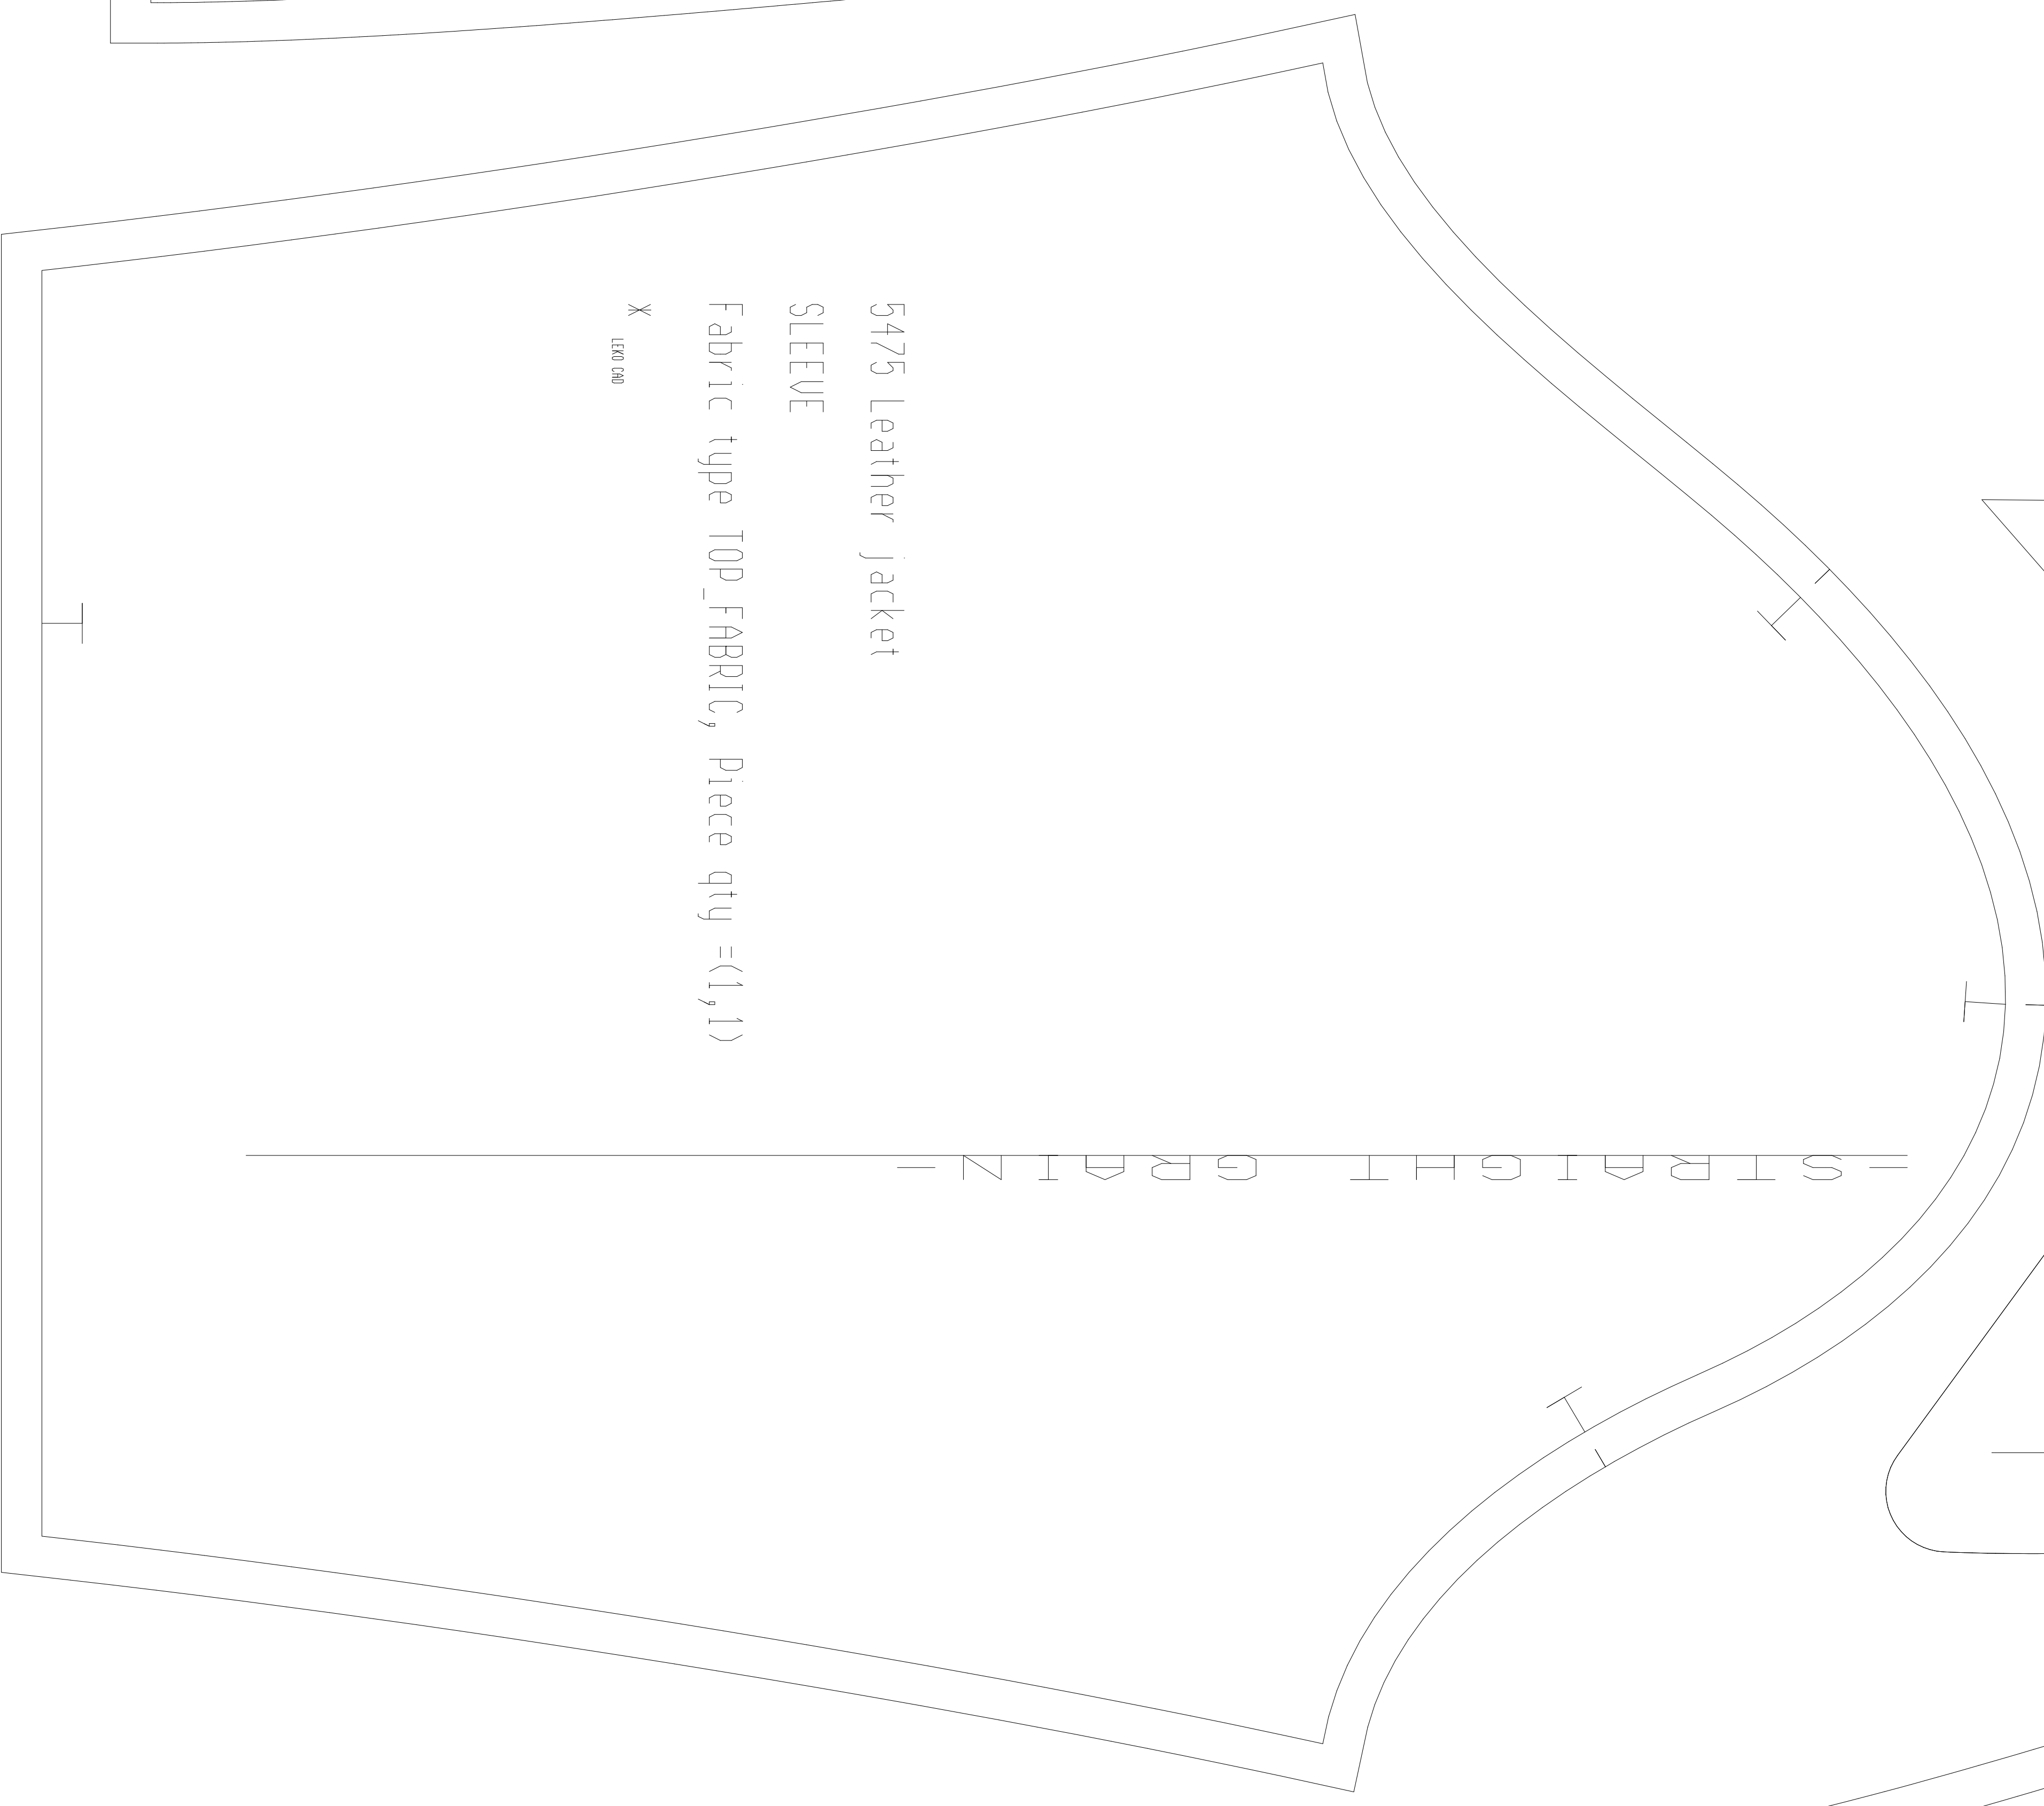 5475 Leather jacket
SLEEVE
Fabric type TOP_FABRIC, piece qty =(1,1)
X
LEKO CAD
-STRAIGHT GRAIN-